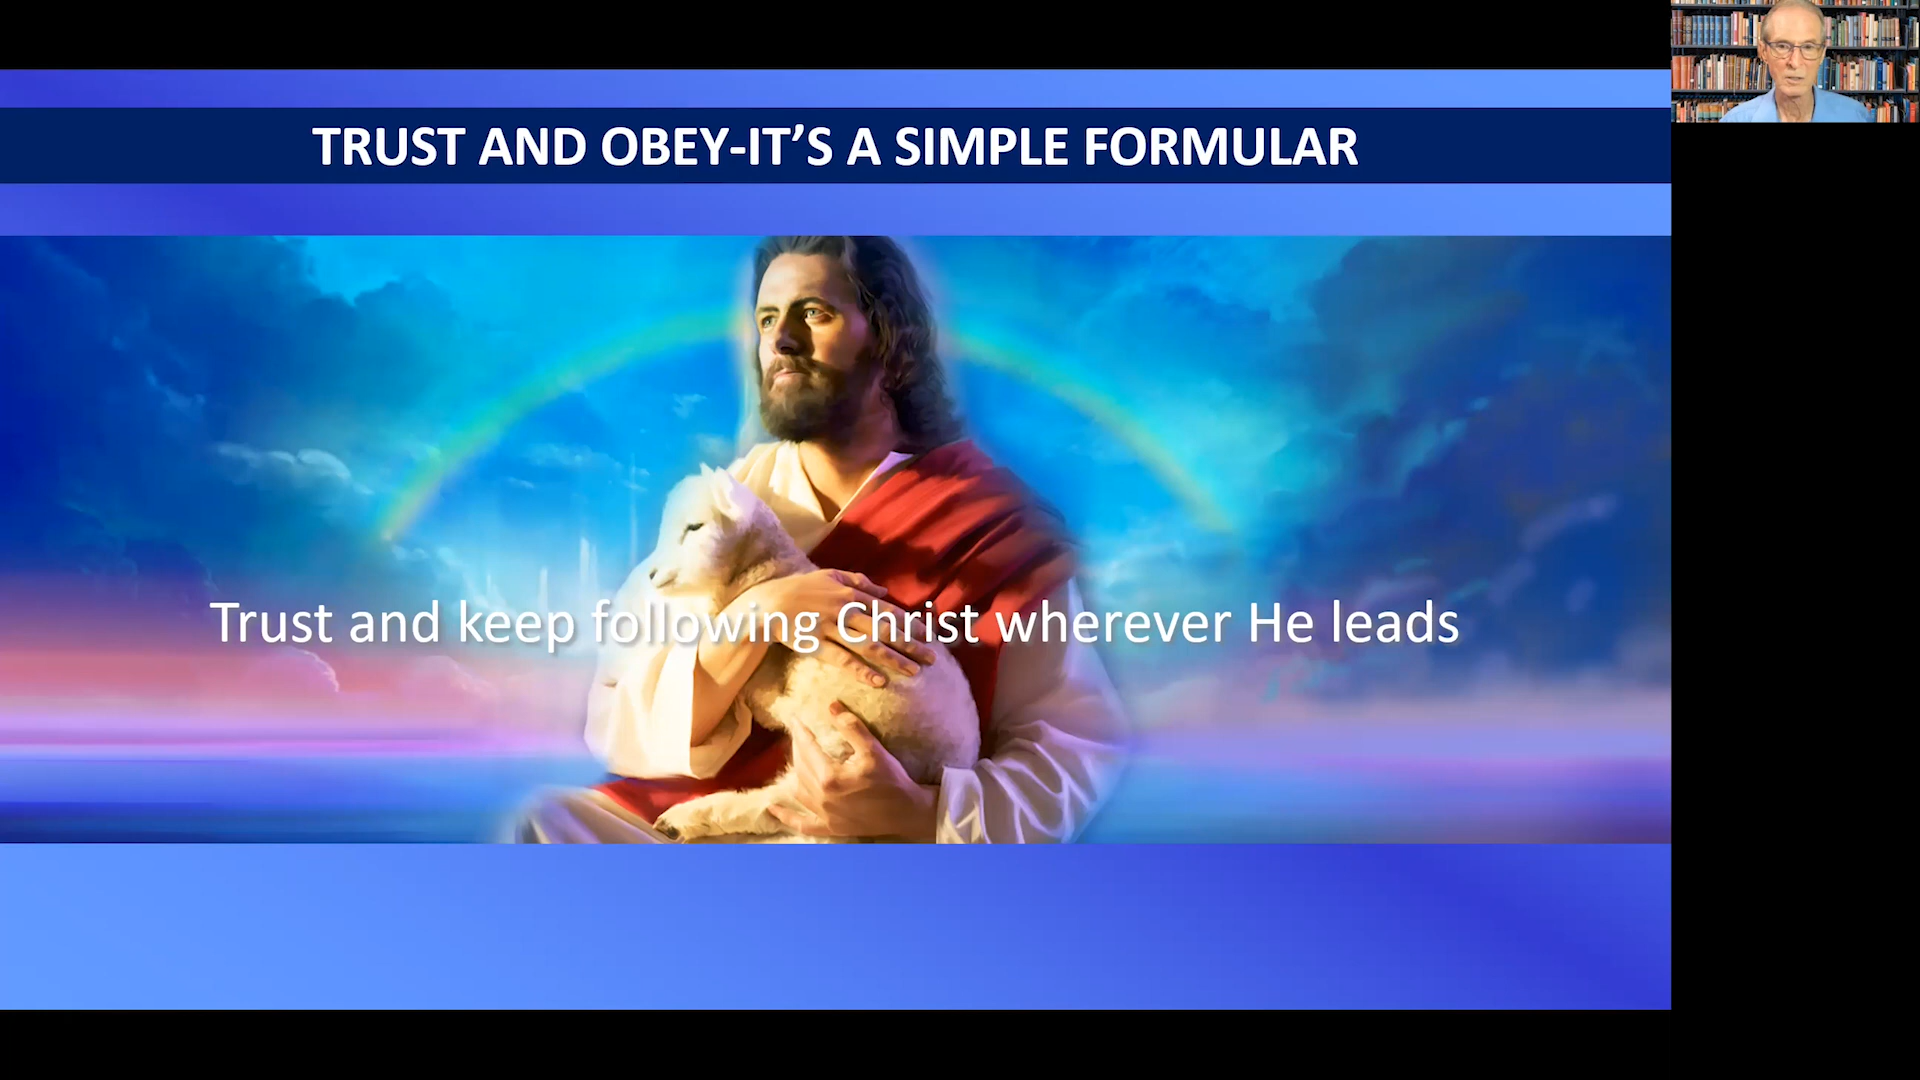 TRUST AND OBEY-IT’S A SIMPLE FORMULAR
Trust and keep following Christ wherever He leads